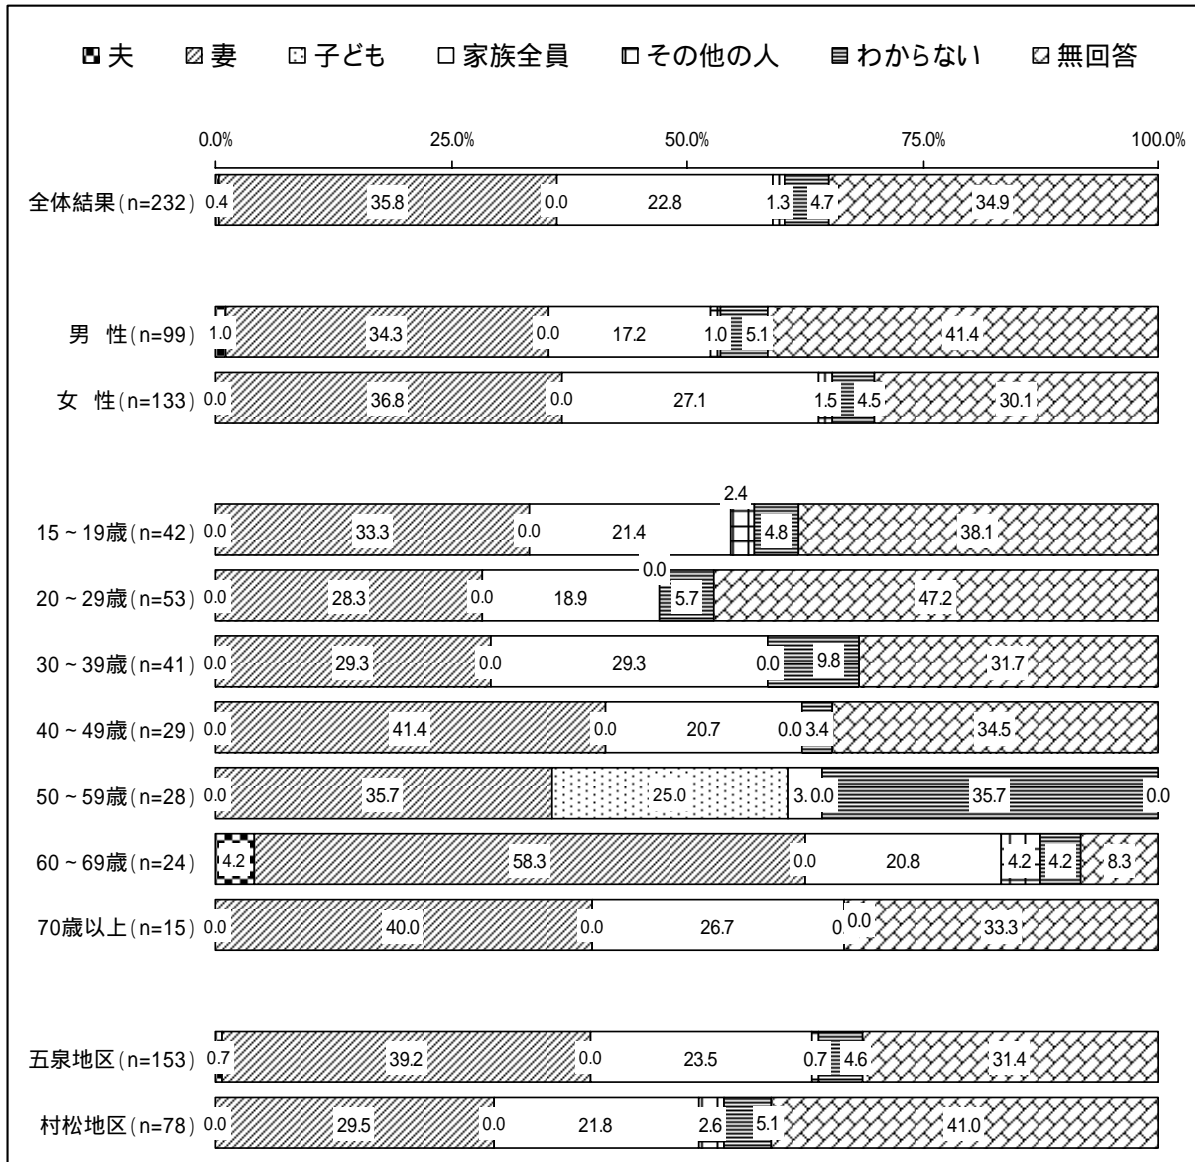 夫 妻 子ども 家族全員 その他の人 わからない 無回答
0.0% 25.0% 50.0% 75.0% 100.0%
全体結果(n=232) 0.4 35.8 0.0 22.8 1.3 4.7 34.9
男 性(n=99) 1.0 34.3 0.0 17.2 1.0 5.1 41.4
女 性(n=133) 0.0 36.8 0.0 27.1 1.5 4.5 30.1
2.4
15~19歳(n=42) 0.0 33.3 0.0 21.4 4.8 38.1
0.0
20~29歳(n=53) 0.0 28.3 0.0 18.9 5.7 47.2
30~39歳(n=41) 0.0 29.3 0.0 29.3 0.0 9.8 31.7
40~49歳(n=29) 0.0 41.4 0.0 20.7 0.0 3.4 34.5
50~59歳(n=28) 0.0 35.7 25.0 3. 0.0 35.7 0.0
60~69歳(n=24) 4.2 58.3 0.0 20.8 4.2 4.2 8.3
70歳以上(n=15) 0.0 40.0 0.0 26.7 0. 0.0 33.3
五泉地区(n=153) 0.7 39.2 0.0 23.5 0.7 4.6 31.4
村松地区(n=78) 0.0 29.5 0.0 21.8 2.6 5.1 41.0